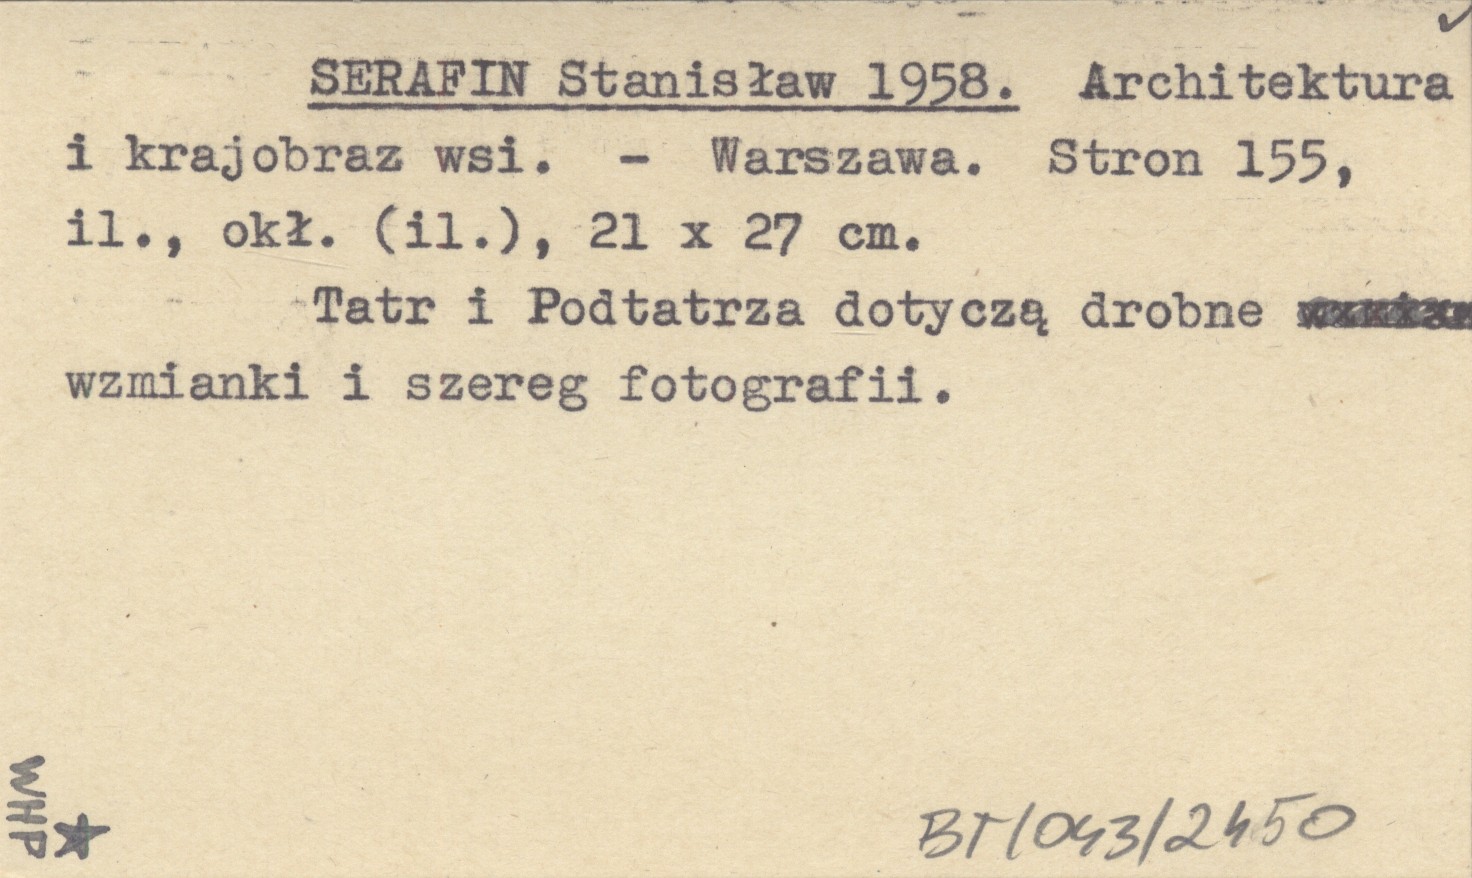 SERAFIN Stanisław 1958. Architektura
i krajobraz wsi. - Warszawa. Stron 155,
il., okł. (il.), 21 x 27 cm.
Tatr i Podtatrza dotyczą drobne
wzmianki i szereg fotografii.
WHP
BT/043/2450